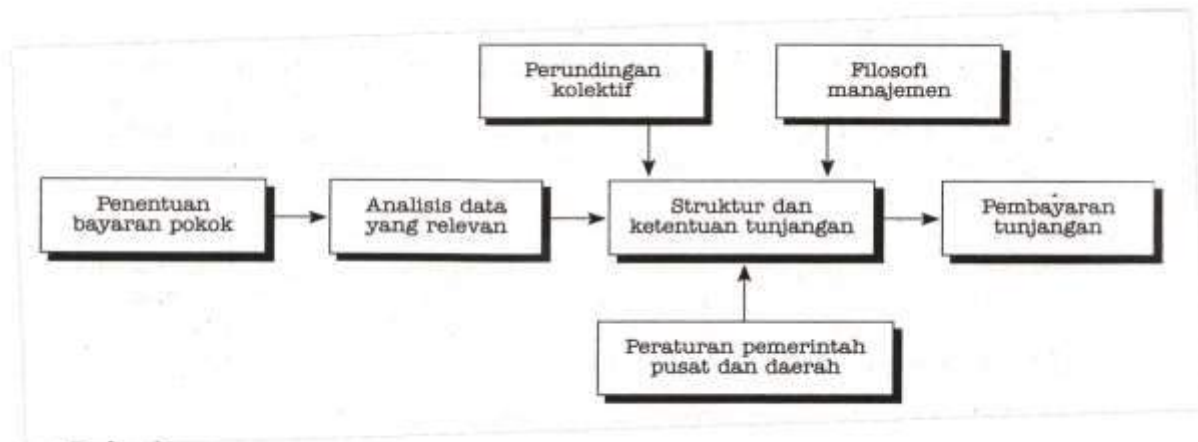 Perundingan
kolektif
Filosofi
manajemen
Penentuan
bayaran pokok
Analisis data
yang relevan
Struktur dan
ketentuan tunjangan
Pembayaran
tunjangan
Peraturan pemerintah
pusat dan daerah